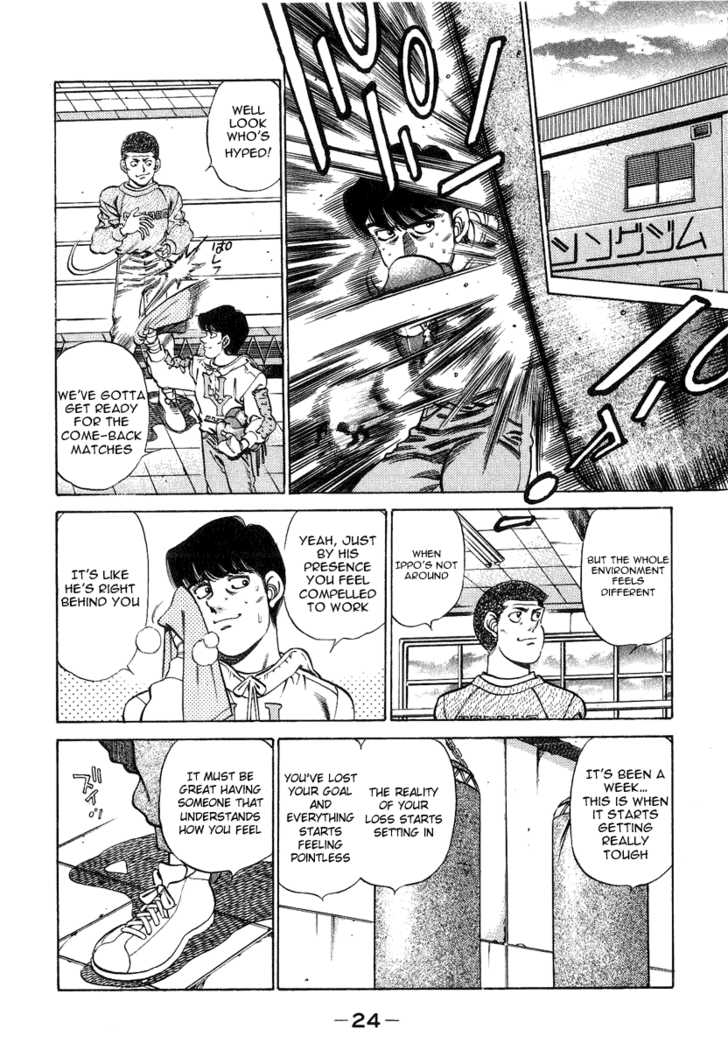 シングジム
WELL
LOOK
WHO'S
HYPED!
ぱしっ
WE'VE GOTTA
GET READY
FOR THE
COME-BACK
MATCHES
BUT THE WHOLE
ENVIRONMENT
FEELS
DIFFERENT
WHEN
IPPO'S NOT
AROUND
YEAH, JUST
BY HIS
PRESENCE
YOU FEEL
COMPELLED
TO WORK
IT'S LIKE
HE'S RIGHT
BEHIND YOU
IT'S BEEN A
WEEK...
THIS IS WHEN
IT STARTS
GETTING
REALLY
TOUGH
THE REALITY
OF YOUR
LOSS STARTS
SETTING IN
YOU'VE LOST
YOUR GOAL
AND
EVERYTHING
STARTS
FEELING
POINTLESS
IT MUST BE
GREAT HAVING
SOMEONE THAT
UNDERSTANDS
HOW YOU FEEL
—24—